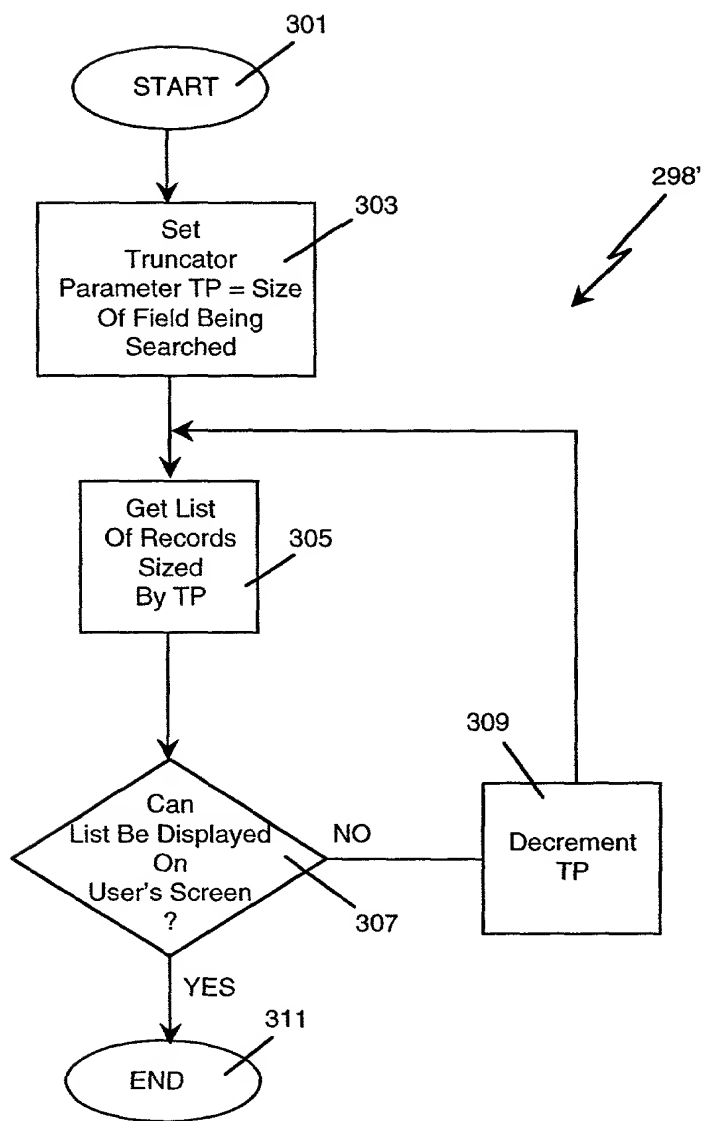 301
START
298'
303
Set
Truncator
Parameter TP = Size
Of Field Being
Searched
Get List
Of Records
Sized
By TP
305
309
Can
List Be Displayed
On
User's Screen
?
NO
307
Decrement
TP
YES
311
END